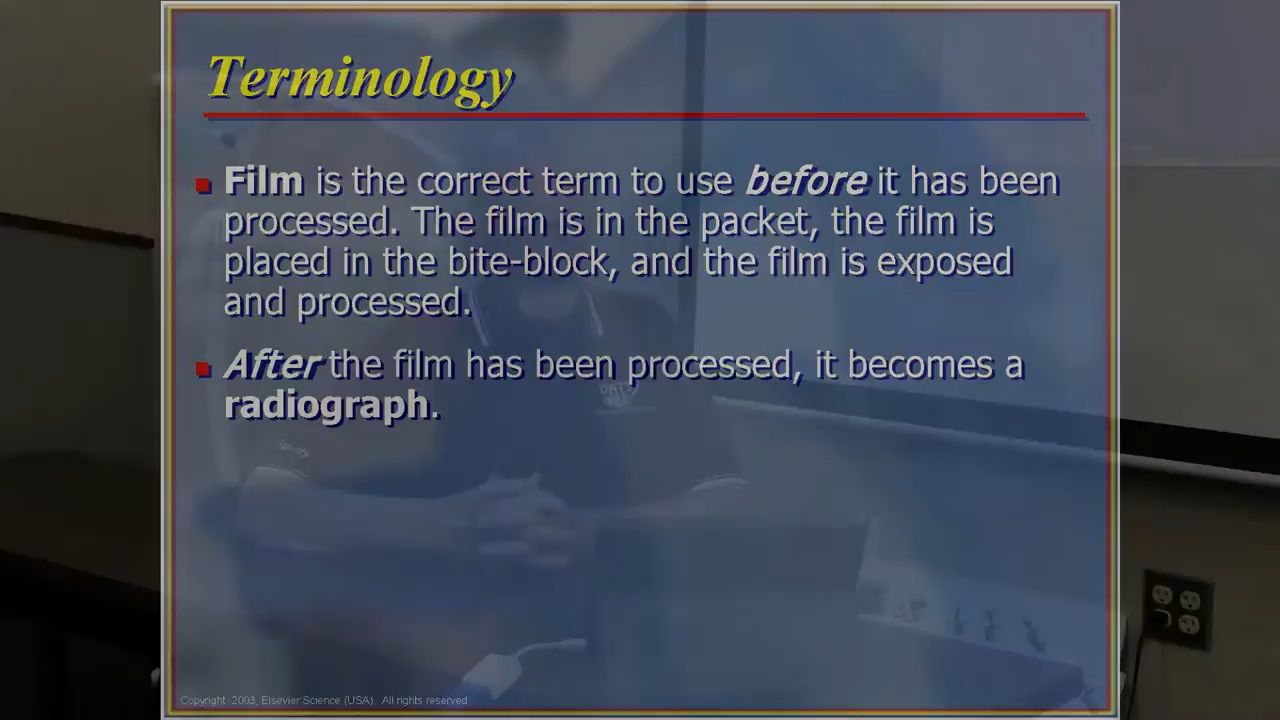 Terminology
Film is the correct term to use before it has been
processed. The film is in the packet, the film is
placed in the bite-block, and the film is exposed
and processed.
After the film has been processed, it becomes a
radiograph.
Copyright 2003, Elsevier Science (USA). All rights reserved